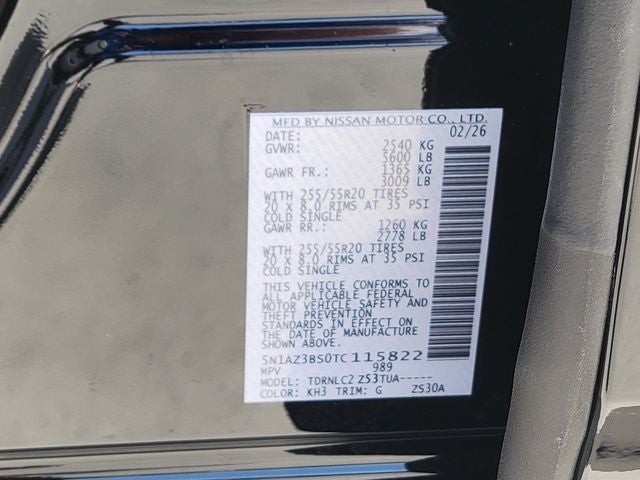 MFD BY NISSAN MOTOR CO., LTD.
DATE: 02/26
GVWR: 2540 KG
5600 LB
GAWR FR.: 1365 KG
3009 LB
WITH 255/55R20 TIRES
20 X 8.0 RIMS AT 35 PSI
COLD SINGLE
GAWR RR.: 1260 KG
2778 LB
WITH 255/55R20 TIRES
20 X 8.0 RIMS AT 35 PSI
COLD SINGLE
THIS VEHICLE CONFORMS TO
ALL APPLICABLE FEDERAL
MOTOR VEHICLE SAFETY AND
THEFT PREVENTION
STANDARDS IN EFFECT ON
THE DATE OF MANUFACTURE
SHOWN ABOVE.
5N1AZ3BS0TC115822
MPV 989
MODEL: TDRNLC2 Z53TUA-----
COLOR: KH3 TRIM: G ZS30A